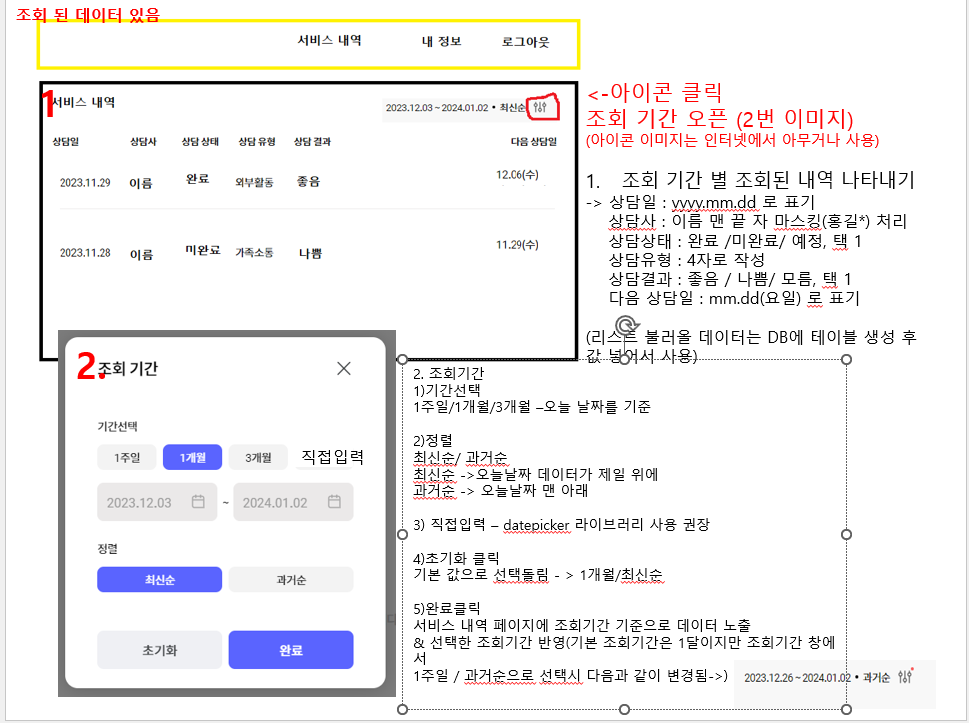 조회 된 데이터 있음
서비스 내역 내 정보 로그아웃
1
서비스 내역
2023.12.03 ~ 2024.01.02 • 최신순
상담일 상담사 상담 상태 상담 유형 상담 결과 다음 상담일
2023.11.29 이름 완료 외부활동 좋음 12.06(수)
2023.11.28 이름 미완료 가족소통 나쁨 11.29(수)
<-아이콘 클릭
조회 기간 오픈 (2번 이미지)
(아이콘 이미지는 인터넷에서 아무거나 사용)
1. 조회 기간 별 조회된 내역 나타내기
-> 상담일 : yyyy.mm.dd 로 표기
상담사 : 이름 맨 끝 자 마스킹(홍길*) 처리
상담상태 : 완료 /미완료/ 예정, 택 1
상담유형 : 4자로 작성
상담결과 : 좋음 / 나쁨/ 모름, 택 1
다음 상담일 : mm.dd(요일) 로 표기
(리스트 불러올 데이터는 DB에 테이블 생성 후
값 넣어서 사용)
2.
조회 기간
기간선택
1주일 1개월 3개월 직접입력
2023.12.03 ~ 2024.01.02
정렬
최신순 과거순
초기화 완료
2. 조회기간
1)기간선택
1주일/1개월/3개월 –오늘 날짜를 기준
2)정렬
최신순/ 과거순
최신순 ->오늘날짜 데이터가 제일 위에
과거순 -> 오늘날짜 맨 아래
3) 직접입력 – datepicker 라이브러리 사용 권장
4)초기화 클릭
기본 값으로 선택돌림 - > 1개월/최신순
5)완료클릭
서비스 내역 페이지에 조회기간 기준으로 데이터 노출
& 선택한 조회기간 반영(기본 조회기간은 1달이지만 조회기간 창에
서
1주일 / 과거순으로 선택시 다음과 같이 변경됨->)
2023.12.26 ~ 2024.01.02 • 과거순